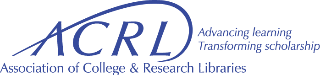 ACRL
Advancing learning
Transforming scholarship
Association of College & Research Libraries